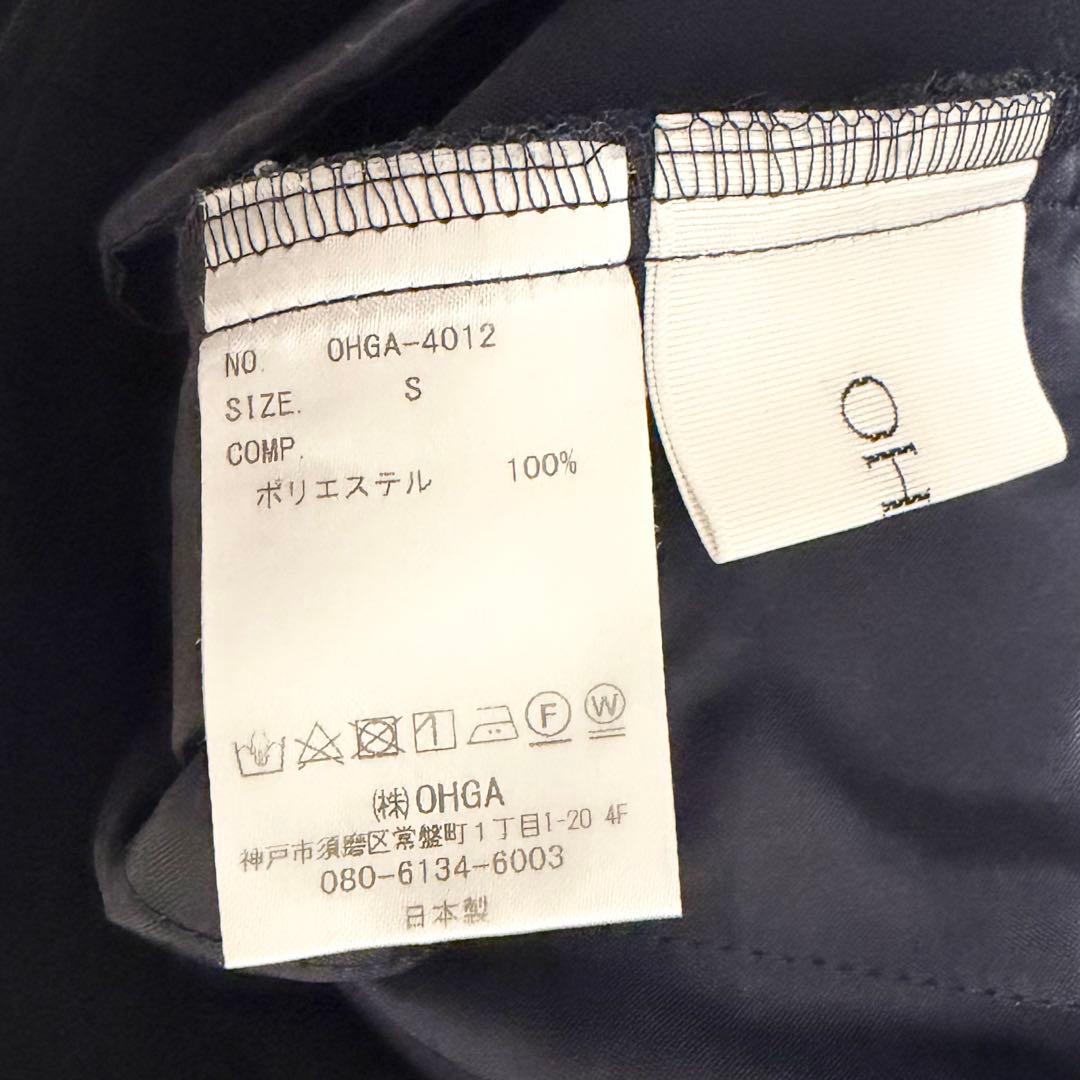 NO. OHGA-4012
SIZE. S
COMP.
ポリエステル 100%
F W
(株)OHGA
神戸市須磨区常盤町1丁目1-20 4F
080-6134-6003
日本製
OH